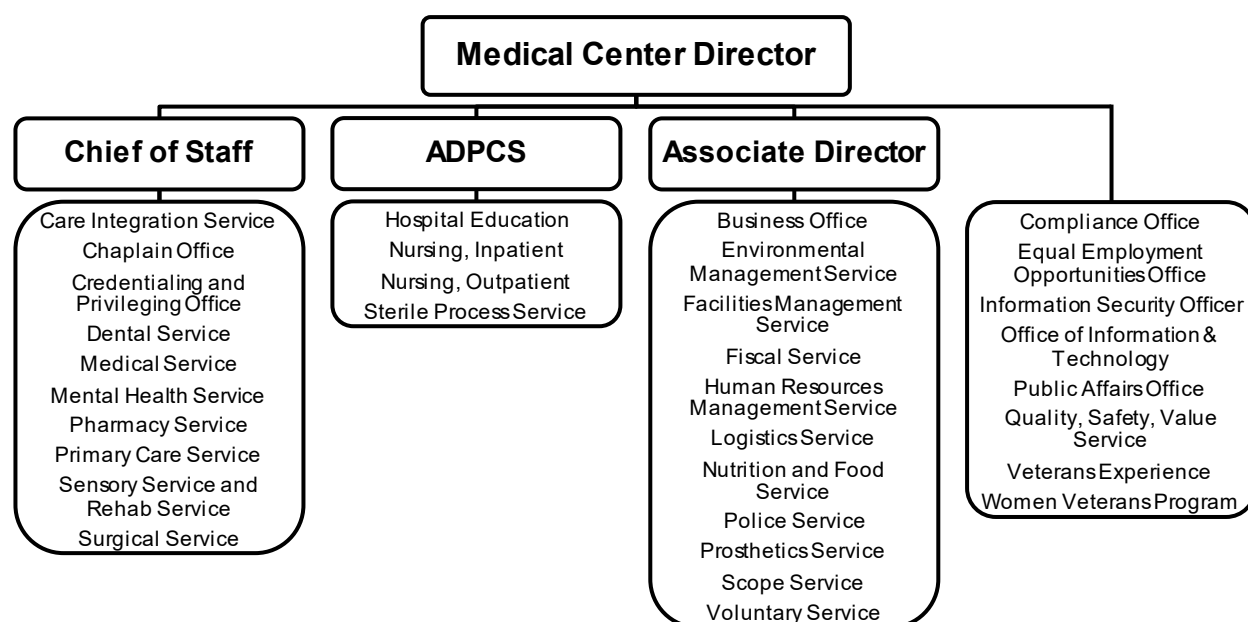 Medical Center Director
Chief of Staff
ADPCS
Associate Director
Care Integration Service
Chaplain Office
Credentialing and
Privileging Office
Dental Service
Medical Service
Mental Health Service
Pharmacy Service
Primary Care Service
Sensory Service and
Rehab Service
Surgical Service
Hospital Education
Nursing, Inpatient
Nursing, Outpatient
Sterile Process Service
Business Office
Environmental
Management Service
Facilities Management
Service
Fiscal Service
Human Resources
Management Service
Logistics Service
Nutrition and Food
Service
Police Service
Prosthetics Service
Scope Service
Voluntary Service
Compliance Office
Equal Employment
Opportunities Office
Information Security Officer
Office of Information &
Technology
Public Affairs Office
Quality, Safety, Value
Service
Veterans Experience
Women Veterans Program